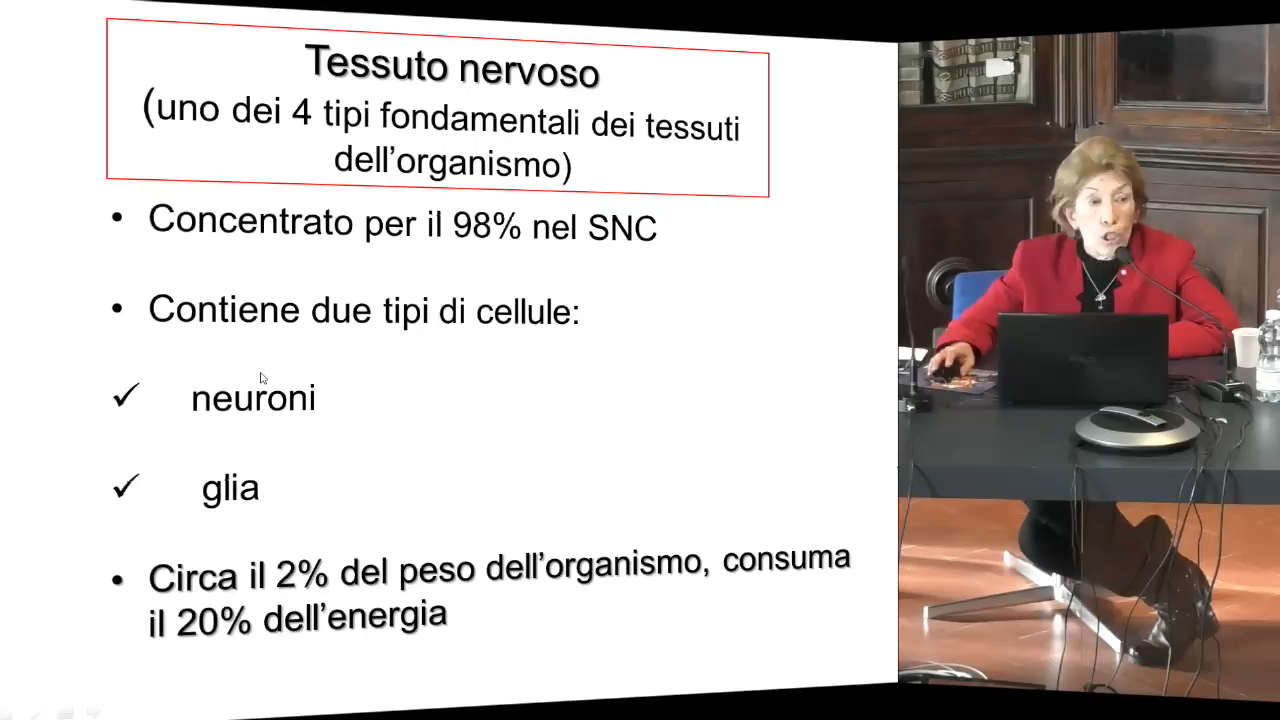 Tessuto nervoso
(uno dei 4 tipi fondamentali dei tessuti
dell'organismo)
• Concentrato per il 98% nel SNC
• Contiene due tipi di cellule:
✓ neuroni
✓ glia
• Circa il 2% del peso dell'organismo, consuma
il 20% dell'energia